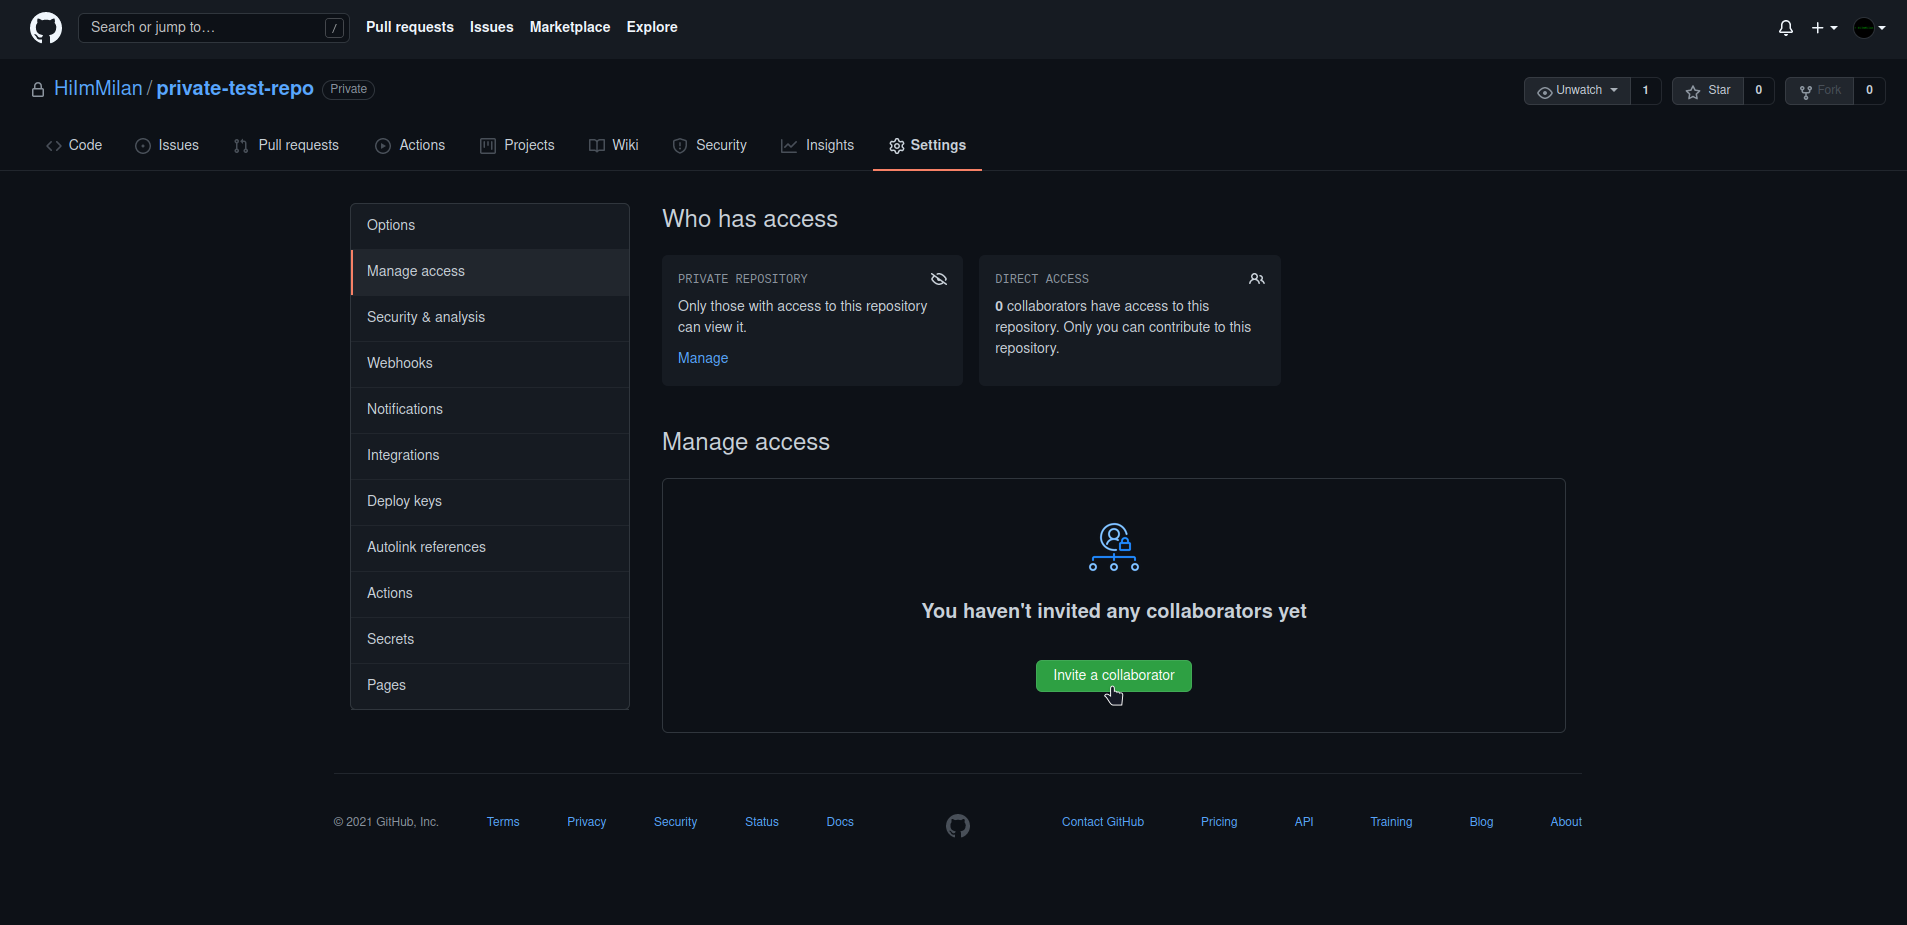 Search or jump to… /
Pull requests Issues Marketplace Explore
HiImMilan / private-test-repo Private
Unwatch 1 Star 0 Fork 0
Code Issues Pull requests Actions Projects Wiki Security Insights Settings
Options
Manage access
Security & analysis
Webhooks
Notifications
Integrations
Deploy keys
Autolink references
Actions
Secrets
Pages
Who has access
PRIVATE REPOSITORY
Only those with access to this repository
can view it.
Manage
DIRECT ACCESS
0 collaborators have access to this
repository. Only you can contribute to this
repository.
Manage access
You haven't invited any collaborators yet
Invite a collaborator
© 2021 GitHub, Inc. Terms Privacy Security Status Docs Contact GitHub Pricing API Training Blog About